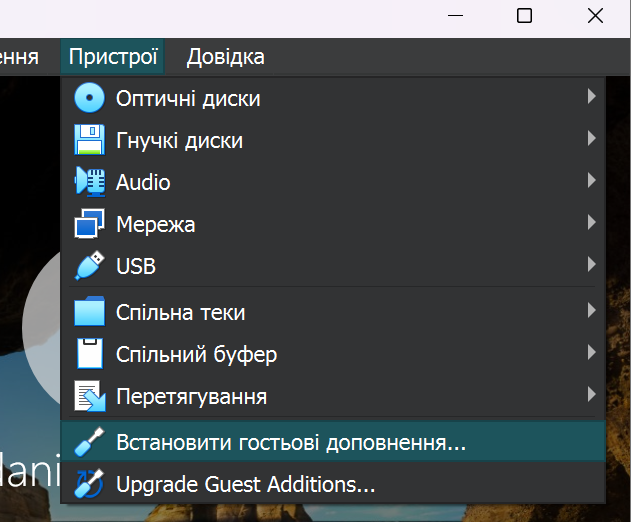 Пристрої
Довідка
Оптичні диски
Гнучкі диски
Audio
Мережа
USB
Спільна теки
Спільний буфер
Перетягування
Встановити гостьові доповнення...
Upgrade Guest Additions...